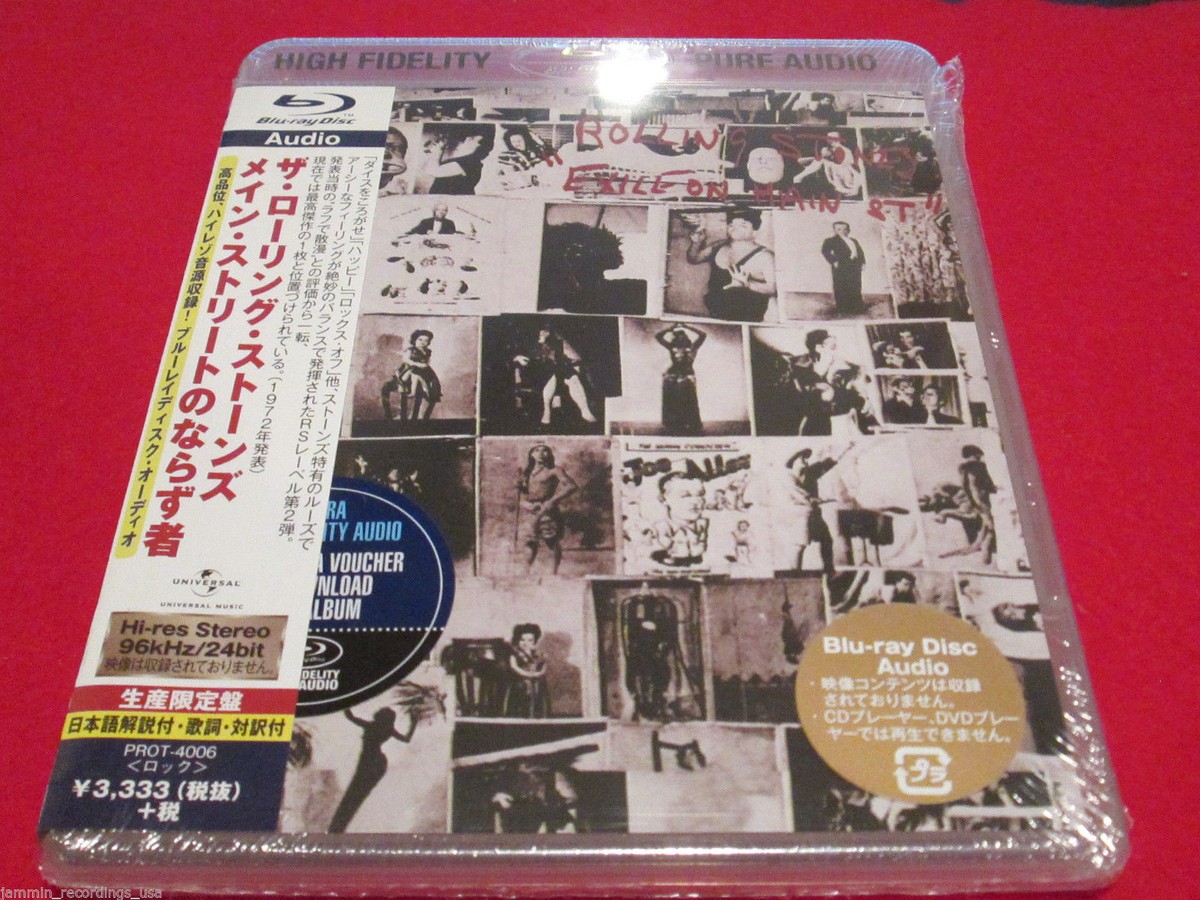 HIGH FIDELITY PURE AUDIO
Blu-ray Disc
Audio
「ダイスをころがせ」「ハッピー」「ロックス・オフ」他、ストーンズ特有のルーズで
アーシーなフィーリングが絶妙のバランスで発揮されたRSレーベル第2弾。
発表当時の、ラフで散漫、との評価から一転、
現在では最高傑作の1枚と位置づけられている。(1972年発表)
ザ・ローリング・ストーンズ
メイン・ストリートのならず者
高品位、ハイレゾ音源収録!ブルーレイディスク・オーディオ
UNIVERSAL
UNIVERSAL MUSIC
Hi-res Stereo
96kHz/24bit
映像は収録されておりません。
生産限定盤
日本語解説付・歌詞・対訳付
PROT-4006
<ロック>
¥3,333(税抜)
+税
ROLLING STONES
"EXILE ON MAIN ST"
Joe Allen
RA
ITY AUDIO
A VOUCHER
WNLOAD
ALBUM
FIDELITY
AUDIO
Blu-ray Disc
Audio
・映像コンテンツは収録
されておりません。
・CDプレーヤー、DVDプレー
ヤーでは再生できません。
プラ
jammin_recordings_usa